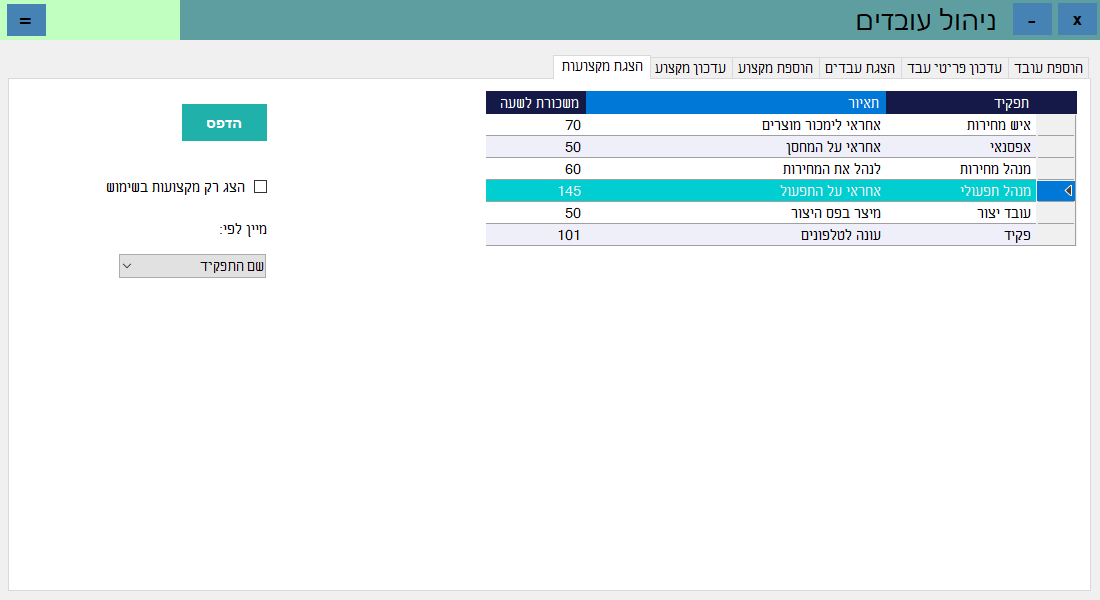 x
-
ניהול עובדים
=
הוספת עובד
עדכון פריטי עבד
הצגת עבדים
הוספת מקצוע
עדכון מקצוע
הצגת מקצועות
תפקיד תאיור משכורת לשעה
איש מחירות אחראי לימכור מוצרים 70
אפסנאי אחראי על המחסן 50
מנהל מחירות לנהל את המחירות 60
מנהל תפעולי אחראי על התפעול 145
עובד יצור מיצר בפס היצור 50
פקיד עונה לטלפונים 101
הדפס
הצג רק מקצועות בשימוש
מיין לפי:
שם התפקיד